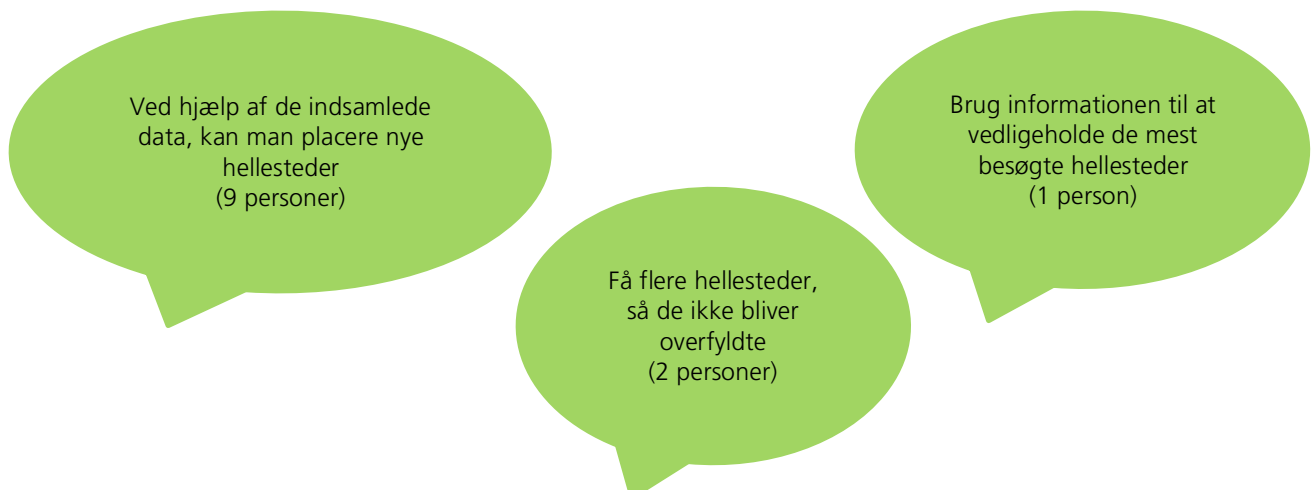 Ved hjælp af de indsamlede
data, kan man placere nye
hellesteder
(9 personer)
Få flere hellesteder,
så de ikke bliver
overfyldte
(2 personer)
Brug informationen til at
vedligeholde de mest
besøgte hellesteder
(1 person)